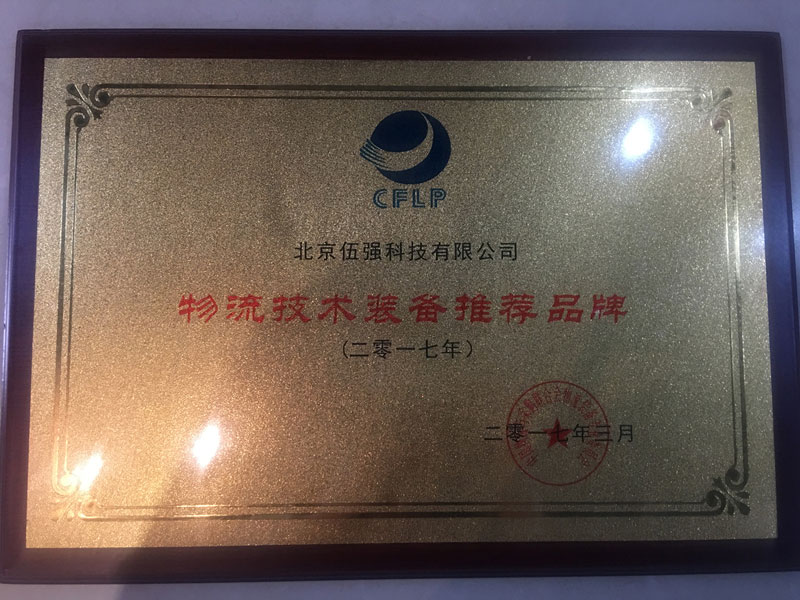 CFLP
北京伍强科技有限公司
物流技术装备推荐品牌
(二零一七年)
二零一七年三月